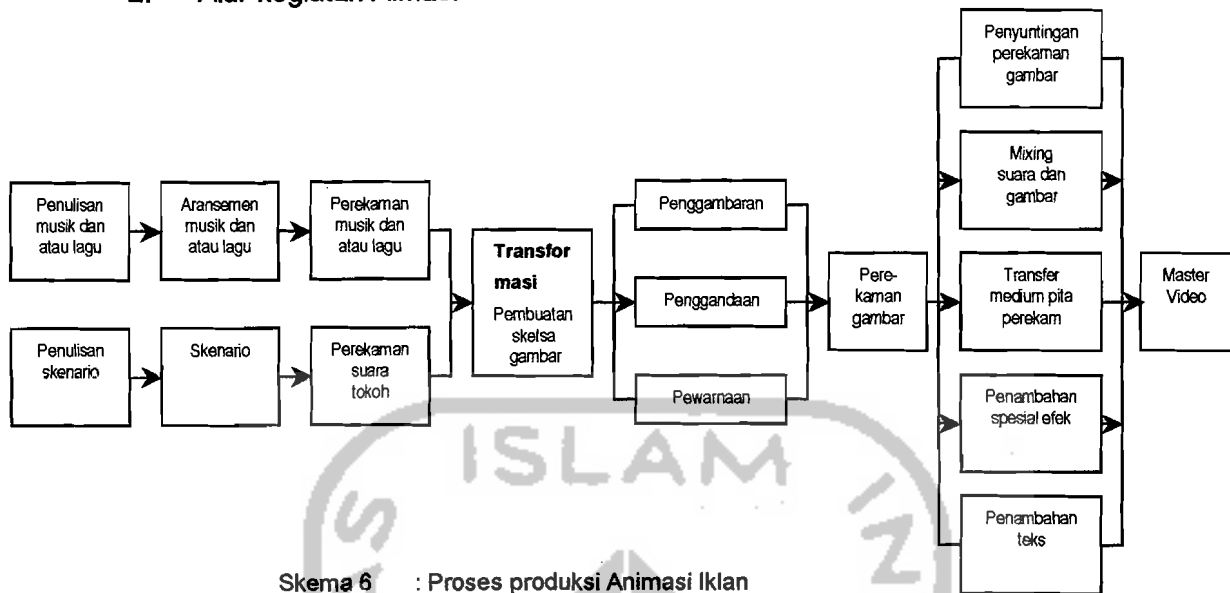 Penyuntingan
perekaman
gambar
Mixing
suara dan
gambar
Penulisan
musik dan
atau lagu
Aransemen
musik dan
atau lagu
Perekaman
musik dan
atau lagu
Penulisan
skenario
Skenario
Perekaman
suara
tokoh
Transfor
masi
Pembuatan
sketsa
gambar
Penggambaran
Penggandaan
Pewarnaan
Pere-
kaman
gambar
Transfer
medium pita
perekam
Penambahan
spesial efek
Penambahan
teks
Master
Video
ISLAM
Skema 6 : Proses produksi Animasi Iklan